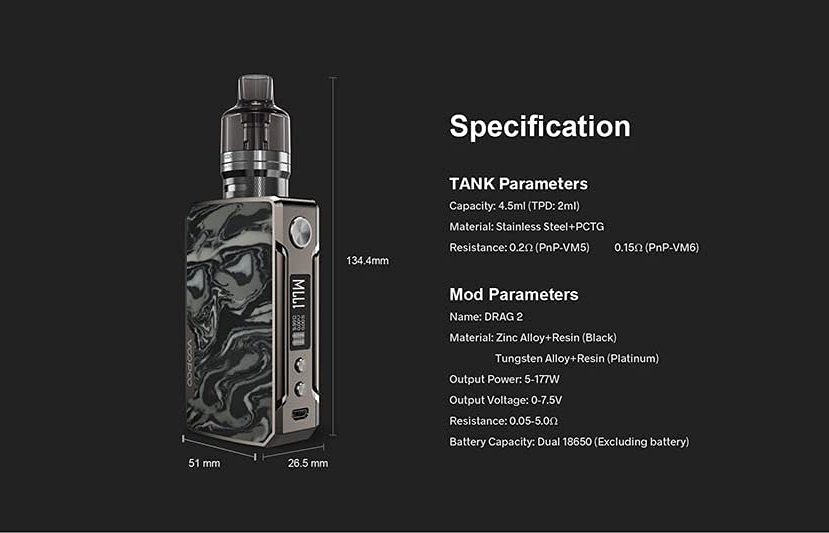 Specification
TANK Parameters
Capacity: 4.5ml (TPD: 2ml)
Material: Stainless Steel+PCTG
Resistance: 0.2Ω (PnP-VM5) 0.15Ω (PnP-VM6)
134.4mm
Mod Parameters
Name: DRAG 2
Material: Zinc Alloy+Resin (Black)
Tungsten Alloy+Resin (Platinum)
Output Power: 5-177W
Output Voltage: 0-7.5V
Resistance: 0.05-5.0Ω
Battery Capacity: Dual 18650 (Excluding battery)
VOOPOO
51 mm
26.5 mm